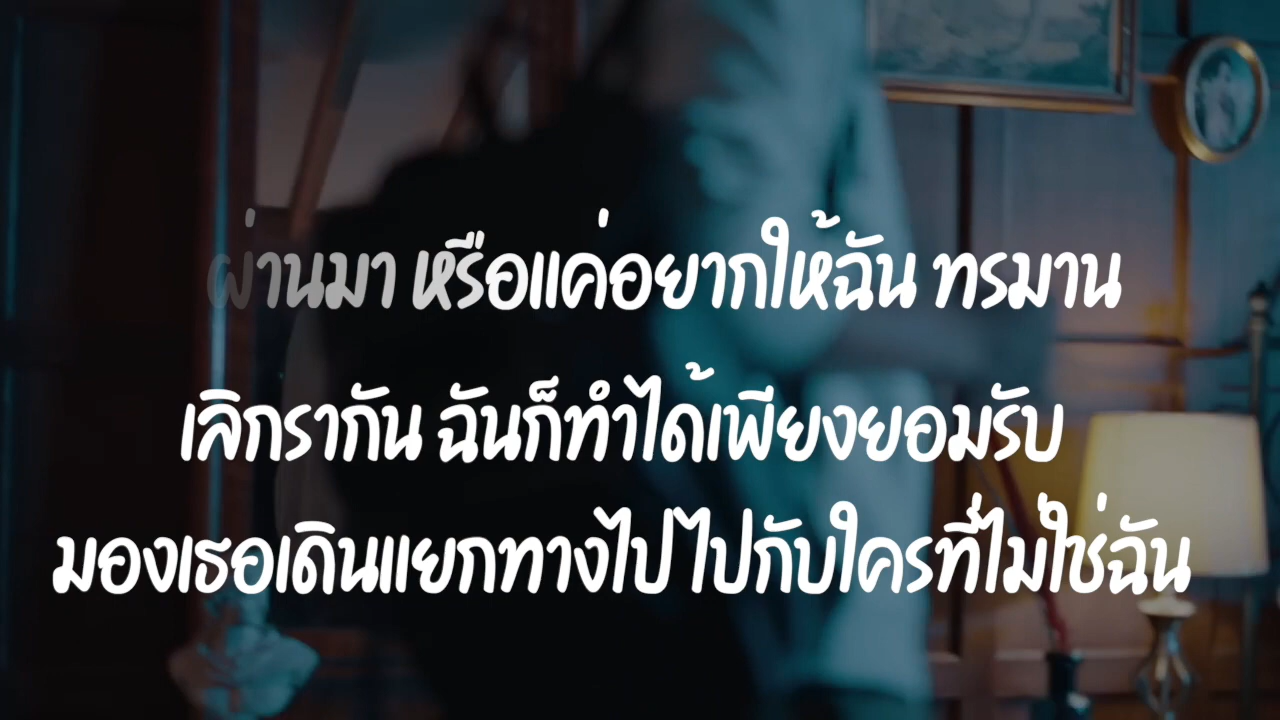 ผ่านมา หรือแค่อยากให้ฉัน ทรมาน
เลิกรากัน ฉันก็ทำได้เพียงยอมรับ
มองเธอเดินแยกทางไป ไปกับใครที่ไม่ใช่ฉัน